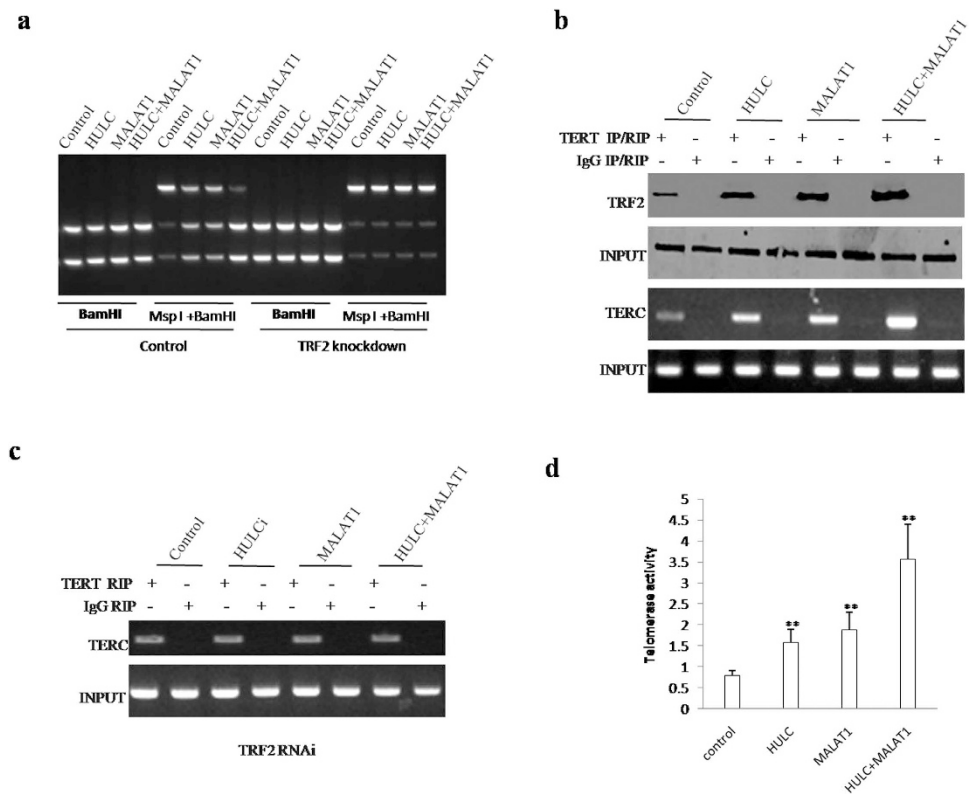 a
Control HULC MALAT1 HULC+MALAT1 Control HULC MALAT1 HULC+MALAT1 Control HULC MALAT1 HULC+MALAT1 Control HULC MALAT1 HULC+MALAT1
BamHI Msp I +BamHI BamHI Msp I +BamHI
Control TRF2 knockdown
b
Control HULC MALAT1 HULC+MALAT1
TERT IP/RIP + - + - + - + -
IgG IP/RIP - + - + - + - +
TRF2
INPUT
TERC
INPUT
c
Control HULCi MALAT1 HULC+MALAT1
TERT RIP + - + - + - + -
IgG RIP - + - + - + - +
TERC
INPUT
TRF2 RNAi
d
Telomerase activity
5
4.5
4
3.5
3
2.5
2
1.5
1
0.5
0
** ** **
control HULC MALAT1 HULC+MALAT1